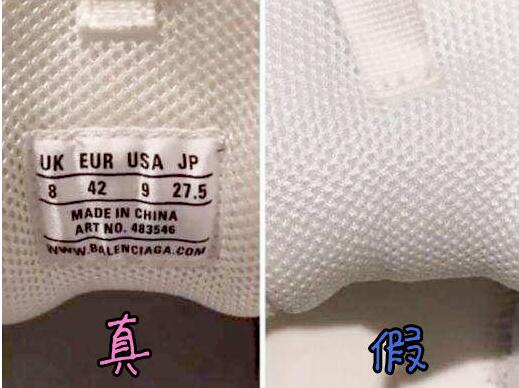 UK EUR USA JP
8 42 9 27.5
MADE IN CHINA
ART NO. 483546
WWW.BALENCIAGA.COM
真
假